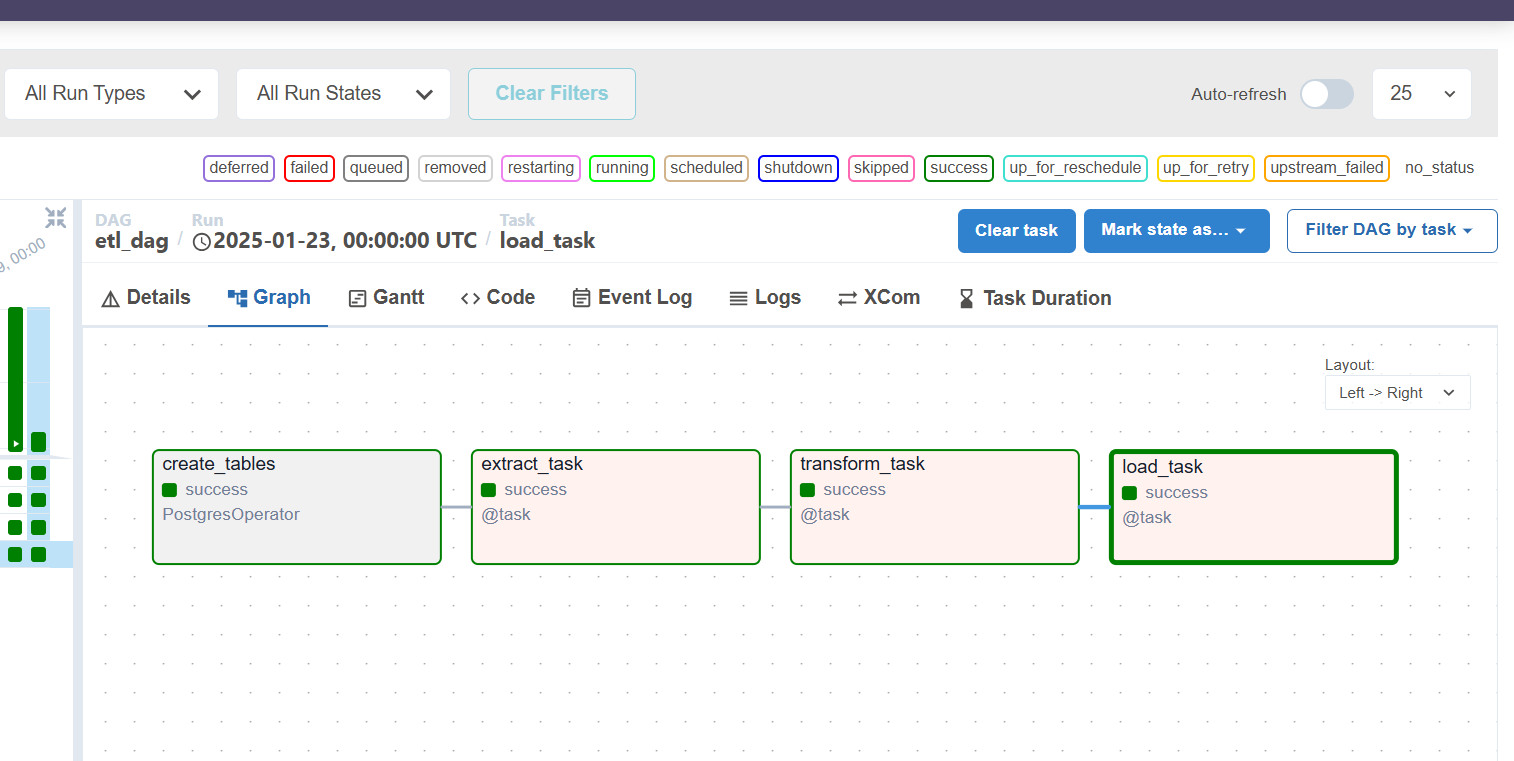 All Run Types All Run States Clear Filters Auto-refresh 25
deferred failed queued removed restarting running scheduled shutdown skipped success up_for_reschedule up_for_retry upstream_failed no_status
DAG Run Task
etl_dag / 2025-01-23, 00:00:00 UTC / load_task
Clear task Mark state as... Filter DAG by task
00:00
Details Graph Gantt Code Event Log Logs XCom Task Duration
Layout:
Left -> Right
create_tables
success
PostgresOperator
extract_task
success
@task
transform_task
success
@task
load_task
success
@task